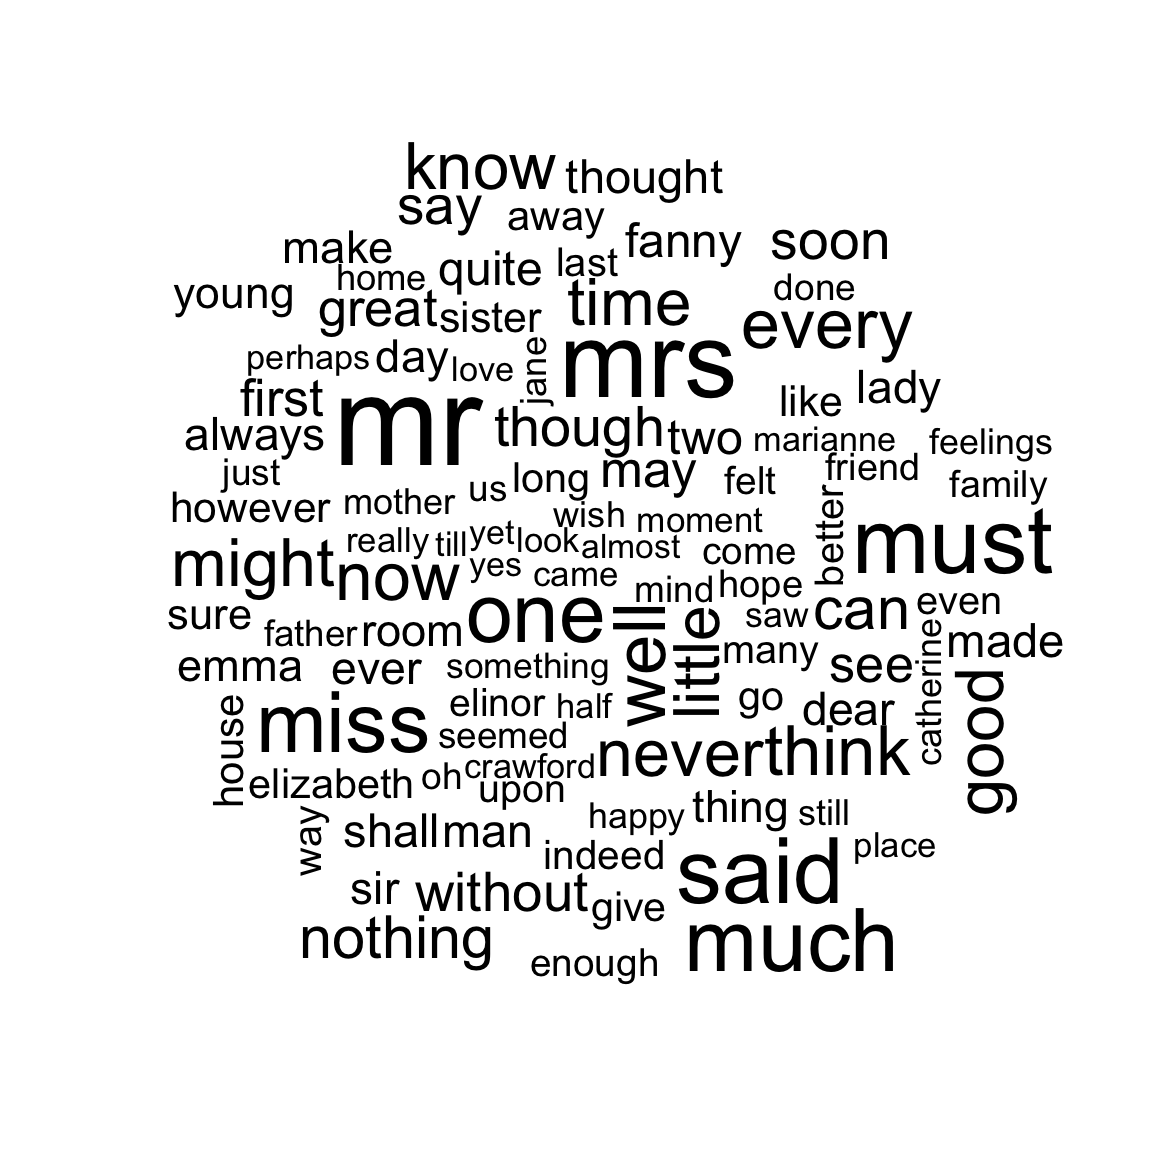 know thought
say away
make fanny soon
home quite last
young great sister time done
every
perhaps day love jane mrs
first mr like lady
always though two marianne feelings
just long may felt friend
however mother us family
wish moment
really till yet look almost come better must
might now yes came
mind hope
sure one well little saw can even
father room many made
emma ever something see catherine
elinor half go dear good
house miss seemed
never think
elizabeth oh crawford
upon
way happy thing still
shall man
indeed said place
sir without give
nothing much
enough